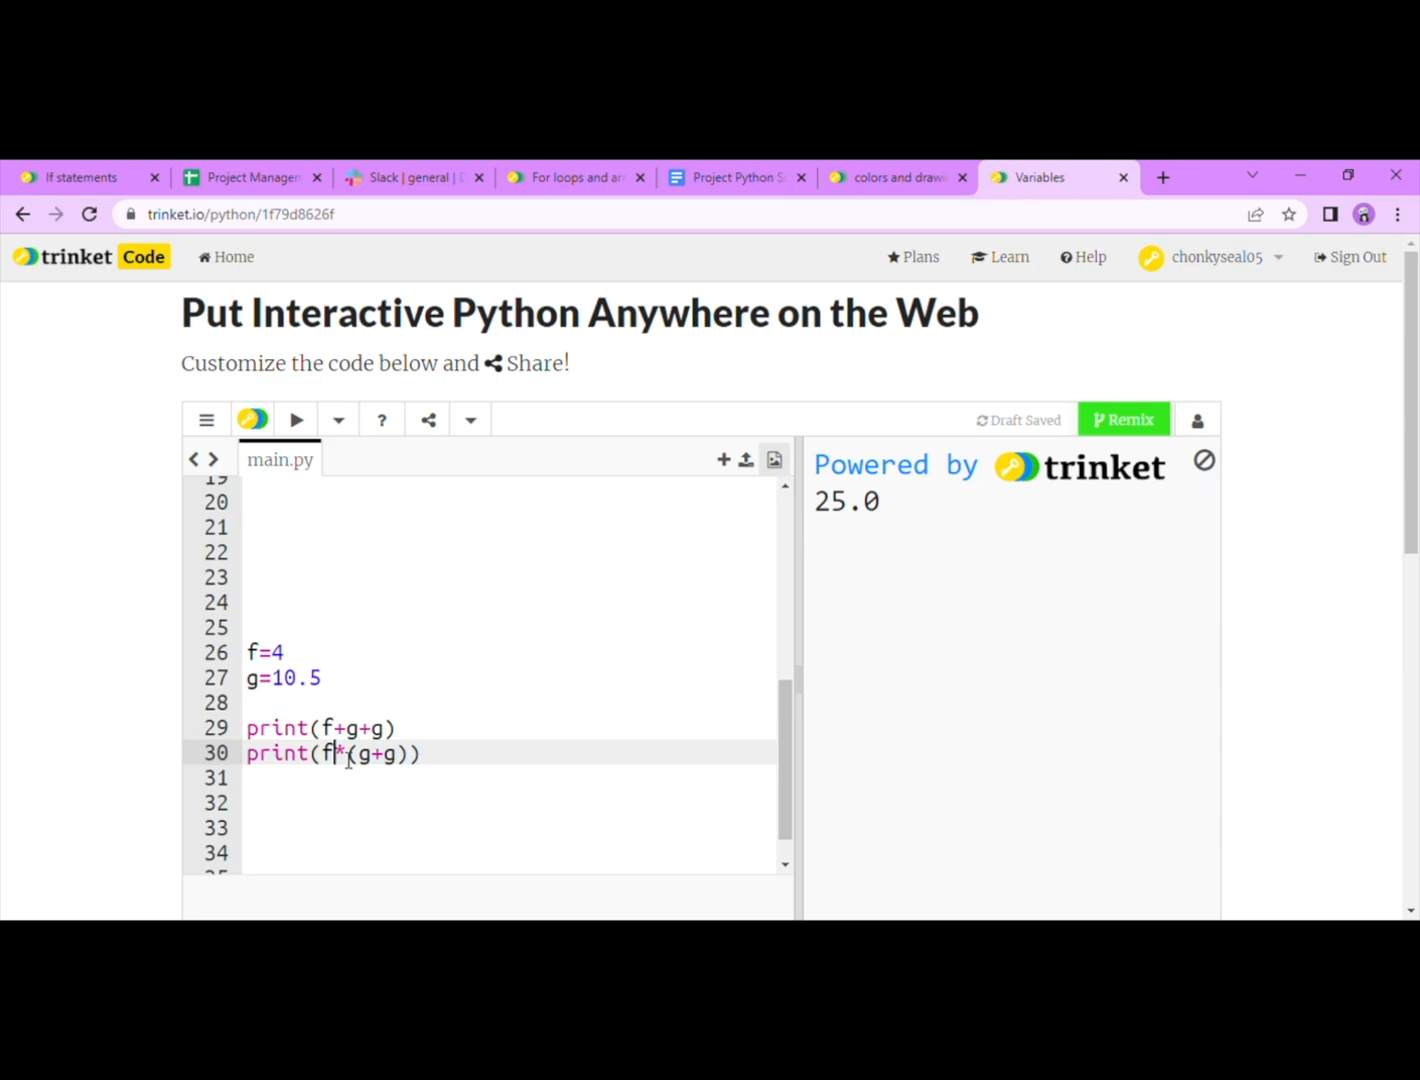 If statements
Project Managem
Slack | general |
For loops and arr
Project Python S
colors and drawi
Variables
trinket.io/python/1f79d8626f
trinket Code
Home
Plans
Learn
Help
chonkyseal05
Sign Out
Put Interactive Python Anywhere on the Web
Customize the code below and Share!
?
Draft Saved
Remix
main.py
Powered by trinket
25.0
19
20
21
22
23
24
25
26 f=4
27 g=10.5
28
29 print(f+g+g)
30 print(f*(g+g))
31
32
33
34